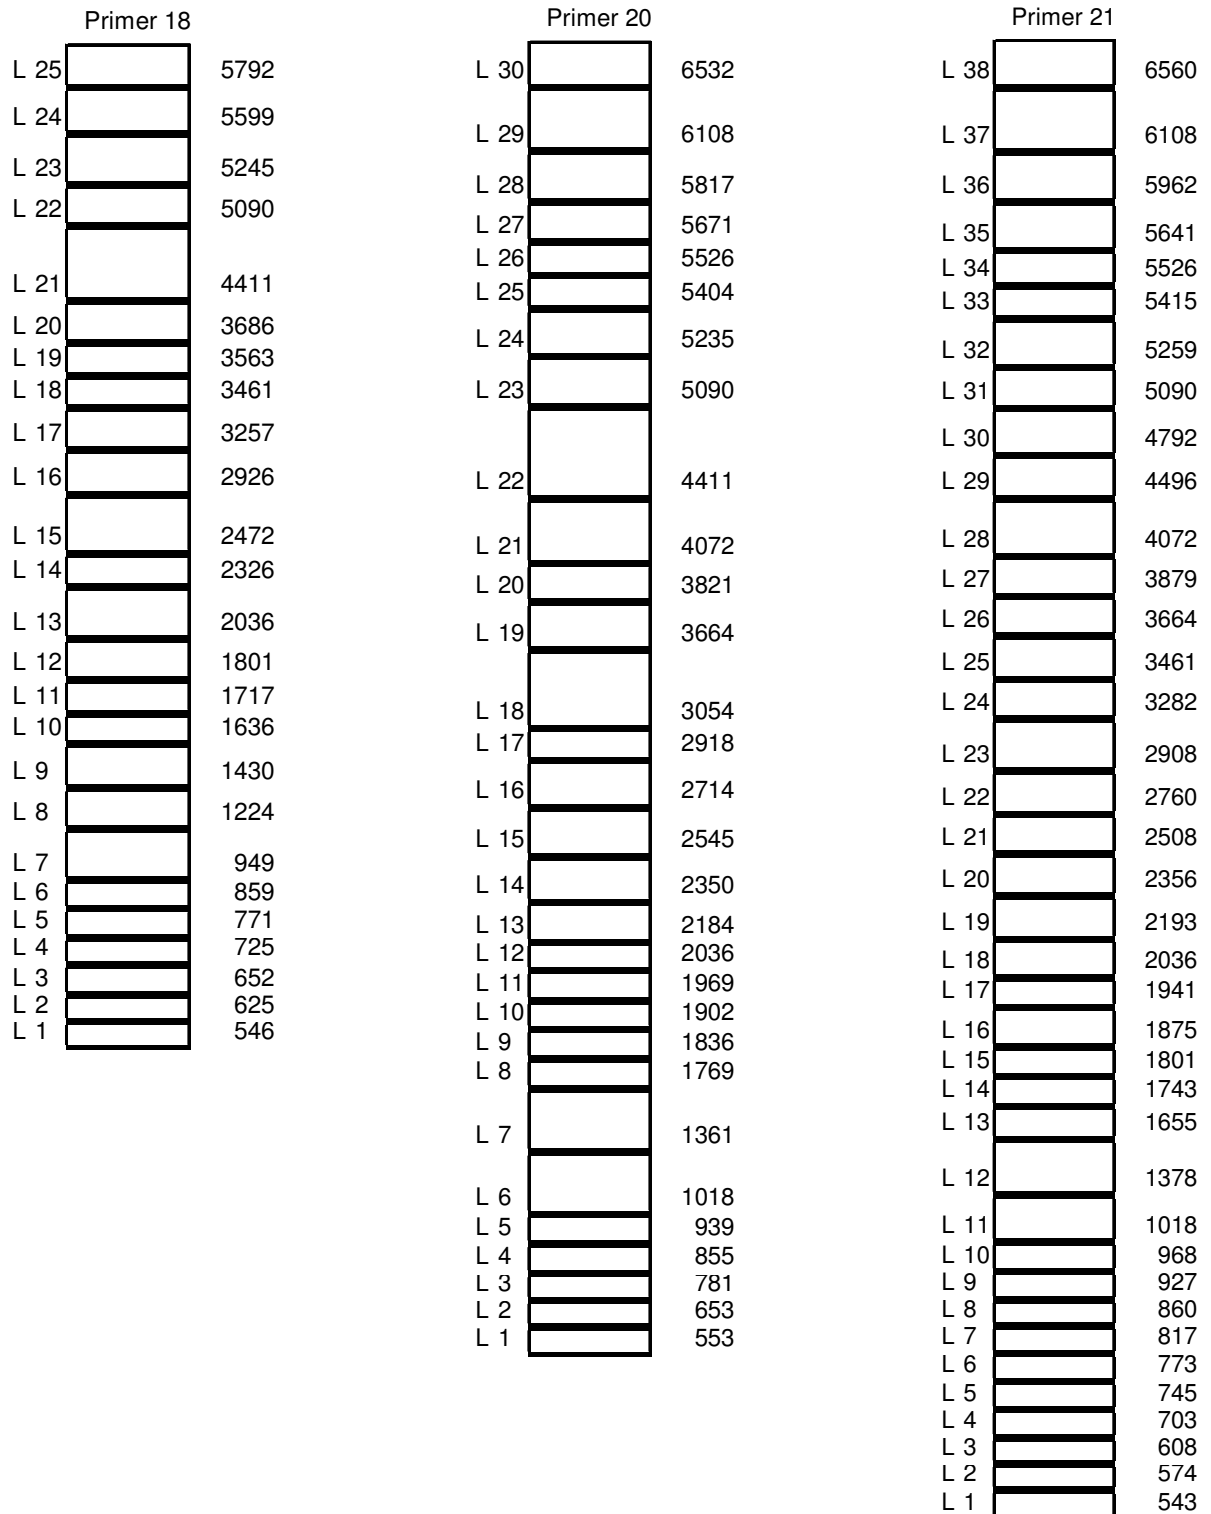 Primer 18
L 25 5792
L 24 5599
L 23 5245
L 22 5090
L 21 4411
L 20 3686
L 19 3563
L 18 3461
L 17 3257
L 16 2926
L 15 2472
L 14 2326
L 13 2036
L 12 1801
L 11 1717
L 10 1636
L 9 1430
L 8 1224
L 7 949
L 6 859
L 5 771
L 4 725
L 3 652
L 2 625
L 1 546
Primer 20
L 30 6532
L 29 6108
L 28 5817
L 27 5671
L 26 5526
L 25 5404
L 24 5235
L 23 5090
L 22 4411
L 21 4072
L 20 3821
L 19 3664
L 18 3054
L 17 2918
L 16 2714
L 15 2545
L 14 2350
L 13 2184
L 12 2036
L 11 1969
L 10 1902
L 9 1836
L 8 1769
L 7 1361
L 6 1018
L 5 939
L 4 855
L 3 781
L 2 653
L 1 553
Primer 21
L 38 6560
L 37 6108
L 36 5962
L 35 5641
L 34 5526
L 33 5415
L 32 5259
L 31 5090
L 30 4792
L 29 4496
L 28 4072
L 27 3879
L 26 3664
L 25 3461
L 24 3282
L 23 2908
L 22 2760
L 21 2508
L 20 2356
L 19 2193
L 18 2036
L 17 1941
L 16 1875
L 15 1801
L 14 1743
L 13 1655
L 12 1378
L 11 1018
L 10 968
L 9 927
L 8 860
L 7 817
L 6 773
L 5 745
L 4 703
L 3 608
L 2 574
L 1 543